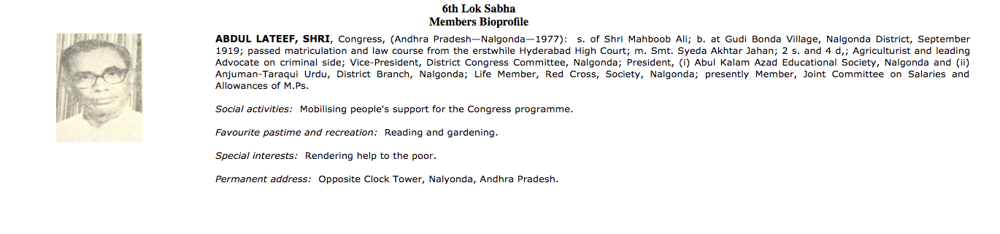 6th Lok Sabha
Members Bioprofile
ABDUL LATEEF, SHRI, Congress, (Andhra Pradesh—Nalgonda—1977): s. of Shri Mahboob Ali; b. at Gudi Bonda Village, Nalgonda District, September
1919; passed matriculation and law course from the erstwhile Hyderabad High Court; m. Smt. Syeda Akhtar Jahan; 2 s. and 4 d,; Agriculturist and leading
Advocate on criminal side; Vice-President, District Congress Committee, Nalgonda; President, (i) Abul Kalam Azad Educational Society, Nalgonda and (ii)
Anjuman-Taraqui Urdu, District Branch, Nalgonda; Life Member, Red Cross, Society, Nalgonda; presently Member, Joint Committee on Salaries and
Allowances of M.Ps.
Social activities: Mobilising people's support for the Congress programme.
Favourite pastime and recreation: Reading and gardening.
Special interests: Rendering help to the poor.
Permanent address: Opposite Clock Tower, Nalyonda, Andhra Pradesh.